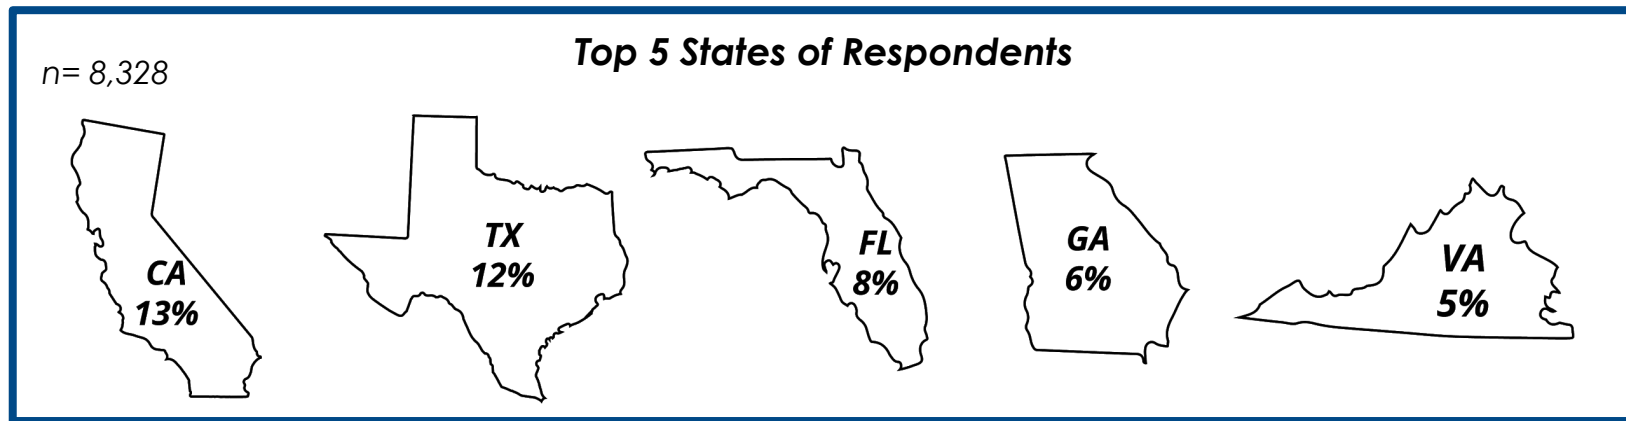 Top 5 States of Respondents
n= 8,328
CA
13%
TX
12%
FL
8%
GA
6%
VA
5%